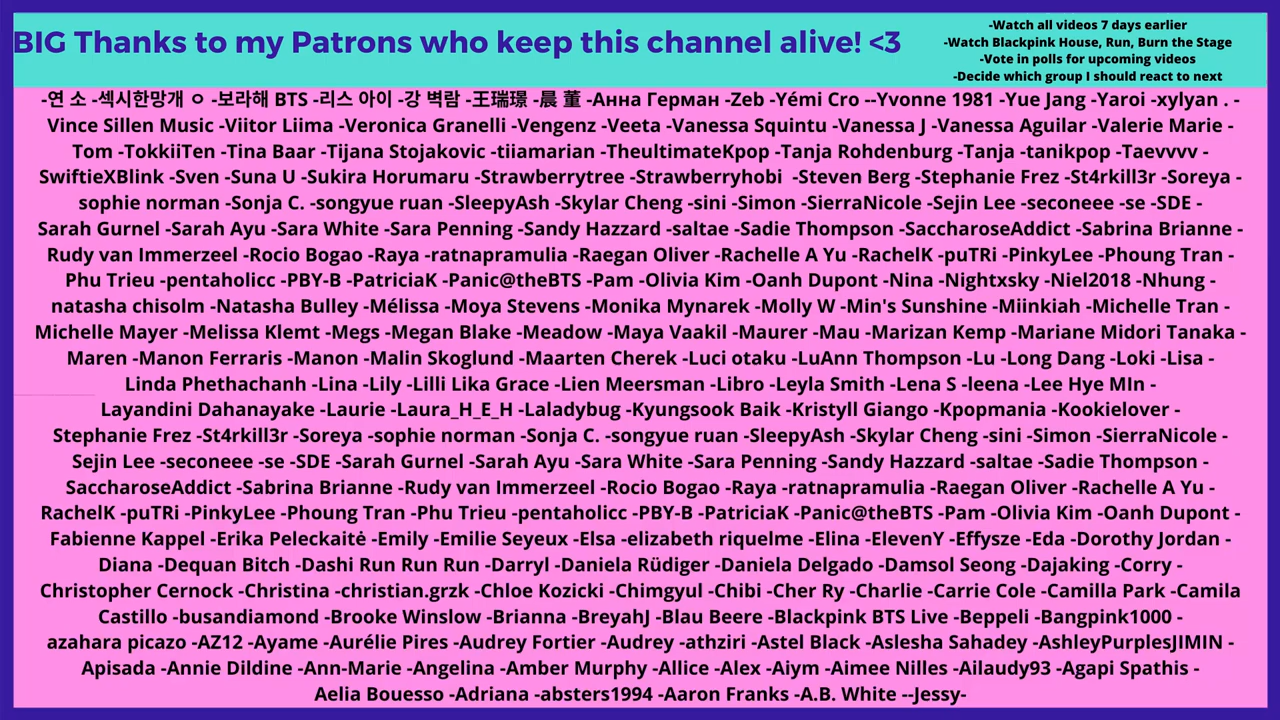 BIG Thanks to my Patrons who keep this channel alive! <3
-Watch all videos 7 days earlier
-Watch Blackpink House, Run, Burn the Stage
-Vote in polls for upcoming videos
-Decide which group I should react to next
-연 소 -섹시한망개 ㅇ -보라해 BTS -리스 아이 -강 벽람 -王瑞璟 -晨 董 -Анна Герман -Zeb -Yémi Cro --Yvonne 1981 -Yue Jang -Yaroi -xylyan . -
Vince Sillen Music -Viitor Liima -Veronica Granelli -Vengenz -Veeta -Vanessa Squintu -Vanessa J -Vanessa Aguilar -Valerie Marie -
Tom -TokkiiTen -Tina Baar -Tijana Stojakovic -tiiamarian -TheultimateKpop -Tanja Rohdenburg -Tanja -tanikpop -Taevvvv -
SwiftieXBlink -Sven -Suna U -Sukira Horumaru -Strawberrytree -Strawberryhobi -Steven Berg -Stephanie Frez -St4rkill3r -Soreya -
sophie norman -Sonja C. -songyue ruan -SleepyAsh -Skylar Cheng -sini -Simon -SierraNicole -Sejin Lee -seconeee -se -SDE -
Sarah Gurnel -Sarah Ayu -Sara White -Sara Penning -Sandy Hazzard -saltae -Sadie Thompson -SaccharoseAddict -Sabrina Brianne -
Rudy van Immerzeel -Rocio Bogao -Raya -ratnapramulia -Raegan Oliver -Rachelle A Yu -RachelK -puTRi -PinkyLee -Phoung Tran -
Phu Trieu -pentaholicc -PBY-B -PatriciaK -Panic@theBTS -Pam -Olivia Kim -Oanh Dupont -Nina -Nightxsky -Niel2018 -Nhung -
natasha chisolm -Natasha Bulley -Mélissa -Moya Stevens -Monika Mynarek -Molly W -Min's Sunshine -Miinkiah -Michelle Tran -
Michelle Mayer -Melissa Klemt -Megs -Megan Blake -Meadow -Maya Vaakil -Maurer -Mau -Marizan Kemp -Mariane Midori Tanaka -
Maren -Manon Ferraris -Manon -Malin Skoglund -Maarten Cherek -Luci otaku -LuAnn Thompson -Lu -Long Dang -Loki -Lisa -
Linda Phethachanh -Lina -Lily -Lilli Lika Grace -Lien Meersman -Libro -Leyla Smith -Lena S -leena -Lee Hye MIn -
Layandini Dahanayake -Laurie -Laura_H_E_H -Laladybug -Kyungsook Baik -Kristyll Giango -Kpopmania -Kookielover -
Stephanie Frez -St4rkill3r -Soreya -sophie norman -Sonja C. -songyue ruan -SleepyAsh -Skylar Cheng -sini -Simon -SierraNicole -
Sejin Lee -seconeee -se -SDE -Sarah Gurnel -Sarah Ayu -Sara White -Sara Penning -Sandy Hazzard -saltae -Sadie Thompson -
SaccharoseAddict -Sabrina Brianne -Rudy van Immerzeel -Rocio Bogao -Raya -ratnapramulia -Raegan Oliver -Rachelle A Yu -
RachelK -puTRi -PinkyLee -Phoung Tran -Phu Trieu -pentaholicc -PBY-B -PatriciaK -Panic@theBTS -Pam -Olivia Kim -Oanh Dupont -
Fabienne Kappel -Erika Peleckaitė -Emily -Emilie Seyeux -Elsa -elizabeth riquelme -Elina -ElevenY -Effysze -Eda -Dorothy Jordan -
Diana -Dequan Bitch -Dashi Run Run Run -Darryl -Daniela Rüdiger -Daniela Delgado -Damsol Seong -Dajaking -Corry -
Christopher Cernock -Christina -christian.grzk -Chloe Kozicki -Chimgyul -Chibi -Cher Ry -Charlie -Carrie Cole -Camilla Park -Camila
Castillo -busandiamond -Brooke Winslow -Brianna -BreyahJ -Blau Beere -Blackpink BTS Live -Beppeli -Bangpink1000 -
azahara picazo -AZ12 -Ayame -Aurélie Pires -Audrey Fortier -Audrey -athziri -Astel Black -Aslesha Sahadey -AshleyPurplesJIMIN -
Apisada -Annie Dildine -Ann-Marie -Angelina -Amber Murphy -Allice -Alex -Aiym -Aimee Nilles -Ailaudy93 -Agapi Spathis -
Aelia Bouesso -Adriana -absters1994 -Aaron Franks -A.B. White --Jessy-